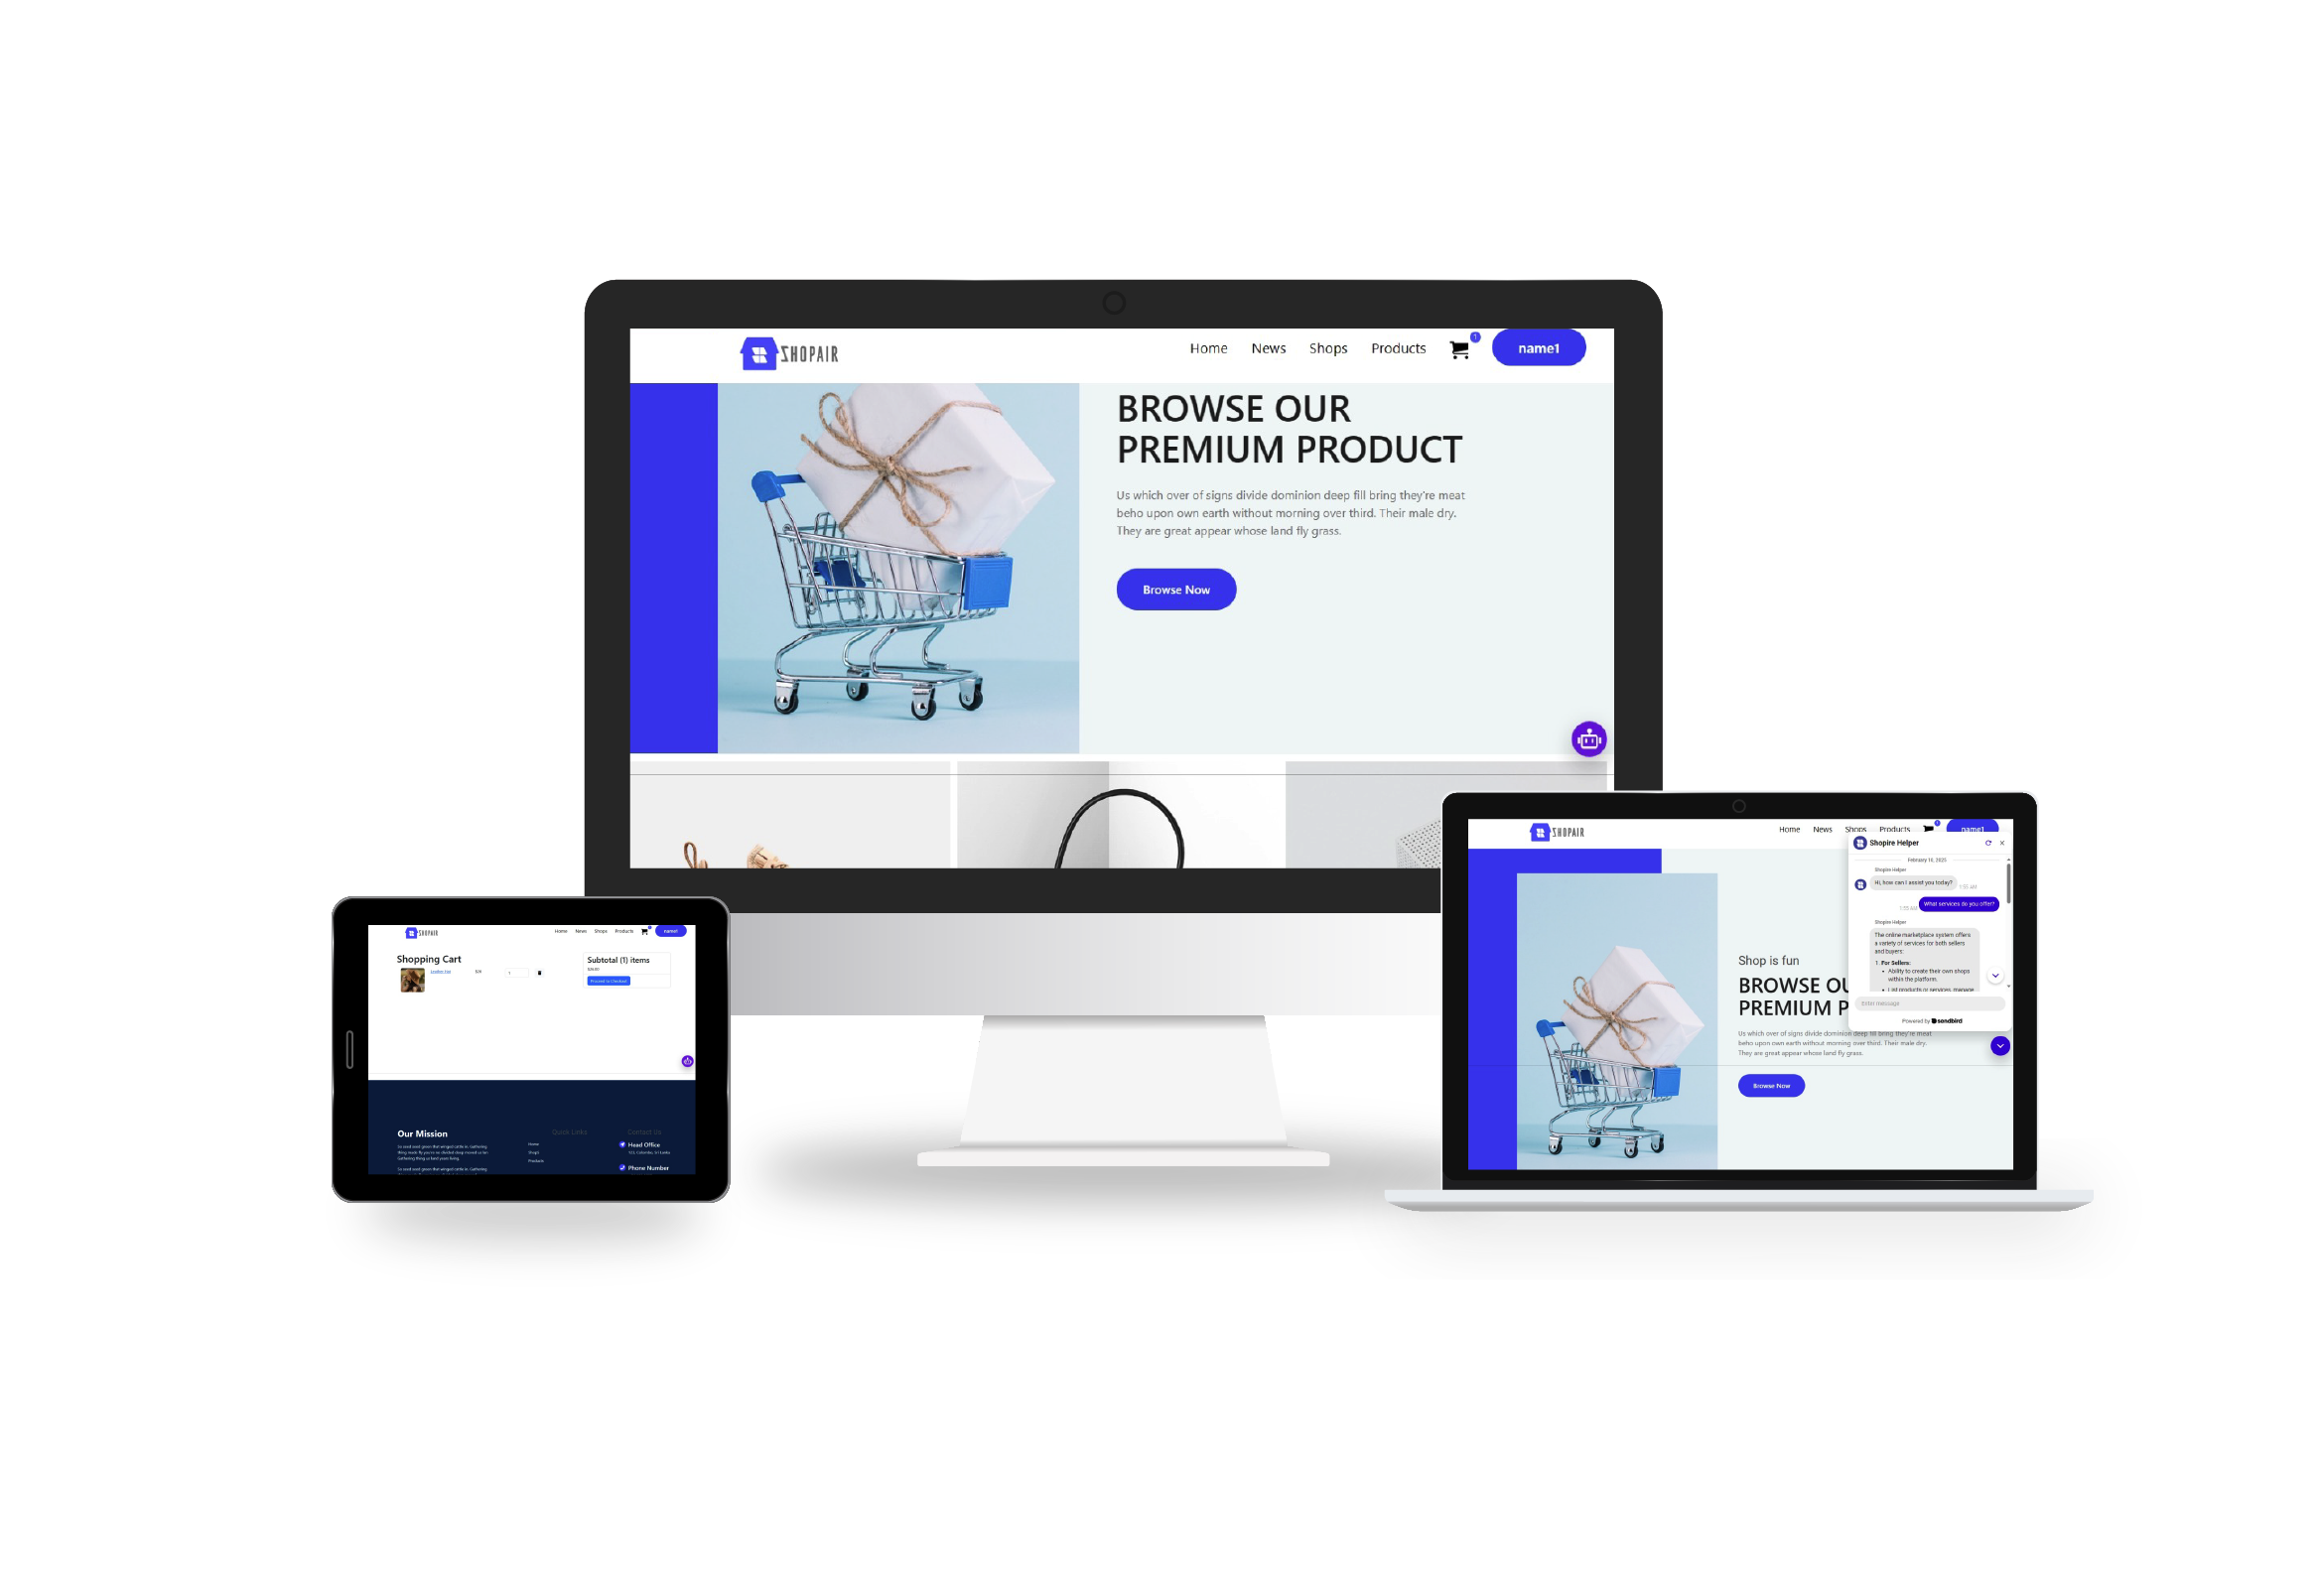 SHOPAIR
Home News Shops Products 1 name1
BROWSE OUR
PREMIUM PRODUCT
Us which over of signs divide dominion deep fill bring they're meat
beho upon own earth without morning over third. Their male dry.
They are great appear whose land fly grass.
Browse Now
SHOPAIR
Home News Shops Products name1
Shopping Cart
$26
1
Subtotal (1) items
Proceed to Checkout
Our Mission
Quick Links
Home
Shops
Products
Contact Us
Head Office
Phone Number
SHOPAIR
Home News Shops Products name1
Shop is fun
BROWSE OU
PREMIUM P
Us which over of signs divide dominion deep fill bring they're meat
beho upon own earth without morning over third. Their male dry.
They are great appear whose land fly grass.
Browse Now
Shopire Helper
February 10, 2025
Shopire Helper
Hi, how can I assist you today?
1:55 AM
1:55 AM
What services do you offer?
Shopire Helper
The online marketplace system offers
a variety of services for both sellers
and buyers:
1. For Sellers:
• Ability to create their own shops
within the platform.
• List products or services, manage
Enter message
Powered by sendbird